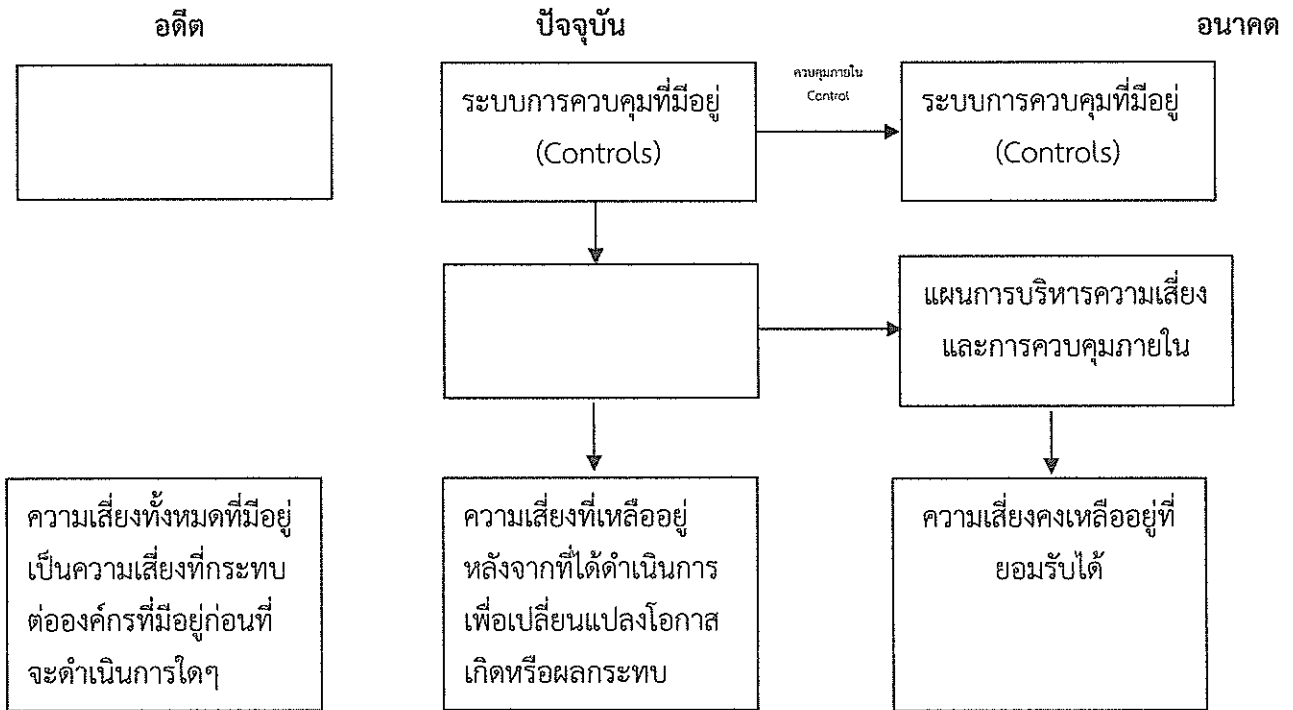 อดีต
ปัจจุบัน
อนาคต
ระบบการควบคุมที่มีอยู่
(Controls)
ควบคุมภายใน
Control
ระบบการควบคุมที่มีอยู่
(Controls)
แผนการบริหารความเสี่ยง
และการควบคุมภายใน
ความเสี่ยงทั้งหมดที่มีอยู่
เป็นความเสี่ยงที่กระทบ
ต่อองค์กรที่มีอยู่ก่อนที่
จะดำเนินการใดๆ
ความเสี่ยงที่เหลืออยู่
หลังจากที่ได้ดำเนินการ
เพื่อเปลี่ยนแปลงโอกาส
เกิดหรือผลกระทบ
ความเสี่ยงคงเหลืออยู่ที่
ยอมรับได้